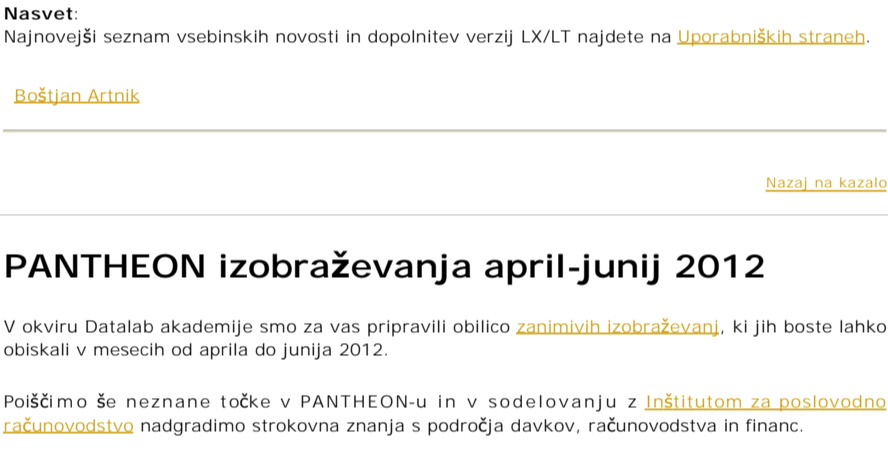 Nasvet:
Najnovejši seznam vsebinskih novosti in dopolnitev verzij LX/LT najdete na Uporabniških straneh.
Boštjan Artnik
Nazaj na kazalo
PANTHEON izobraževanja april-junij 2012
V okviru Datalab akademije smo za vas pripravili obilico zanimivih izobraževanj, ki jih boste lahko
obiskali v mesecih od aprila do junija 2012.
Poiščimo še neznane točke v PANTHEON-u in v sodelovanju z Inštitutom za poslovodno
računovodstvo nadgradimo strokovna znanja s področja davkov, računovodstva in financ.